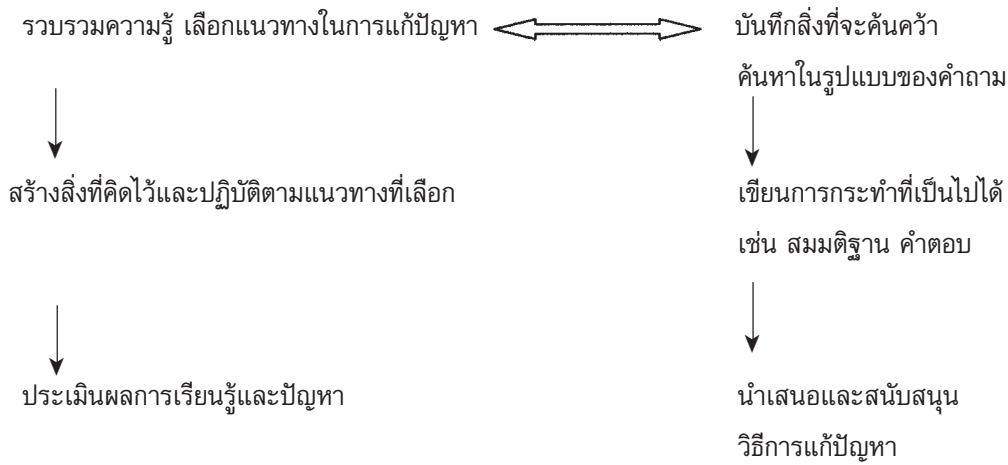 รวบรวมความรู้ เลือกแนวทางในการแก้ปัญหา
บันทึกสิ่งที่จะค้นคว้า
ค้นหาในรูปแบบของคำถาม
สร้างสิ่งที่คิดไว้และปฏิบัติตามแนวทางที่เลือก
เขียนการกระทำที่เป็นไปได้
เช่น สมมติฐาน คำตอบ
ประเมินผลการเรียนรู้และปัญหา
นำเสนอและสนับสนุน
วิธีการแก้ปัญหา